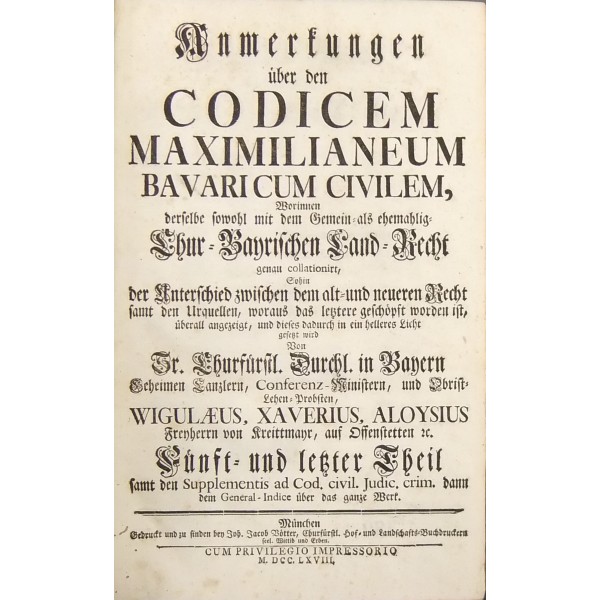 Anmerkungen
über den
CODICEM
MAXIMILIANEUM
BAVARICUM CIVILEM,
Worinnen
derselbe sowohl mit dem Gemein-als ehemahlig-
Chur-Bayrischen Land-Recht
genau collationirt,
Sohin
der Unterschied zwischen dem alt-und neueren Recht
samt den Urquellen, woraus das letztere geschöpft worden ist,
überall angezeigt, und dieses dadurch in ein helleres Licht
gesetzt wird
Von
Sr. Churfürstl. Durchl. in Bayern
Geheimen Canzlern, Conferenz-Ministern, und Obrist-
Lehen-Probsten,
WIGULÆUS, XAVERIUS, ALOYSIUS
Freyherrn von Kreittmayr, auf Offenstetten ꝛc.
Fünft- und letzter Theil
samt den Supplementis ad Cod. civil. Judic. crim. dann
dem General-Indice über das ganze Werk.
München
Gedruckt und zu finden bey Joh. Jacob Vötter, Churfürstl. Hof- und Landschafts-Buchdruckern
seel. Wittib und Erben.
CUM PRIVILEGIO IMPRESSORIO
M. DCC. LXVIII.